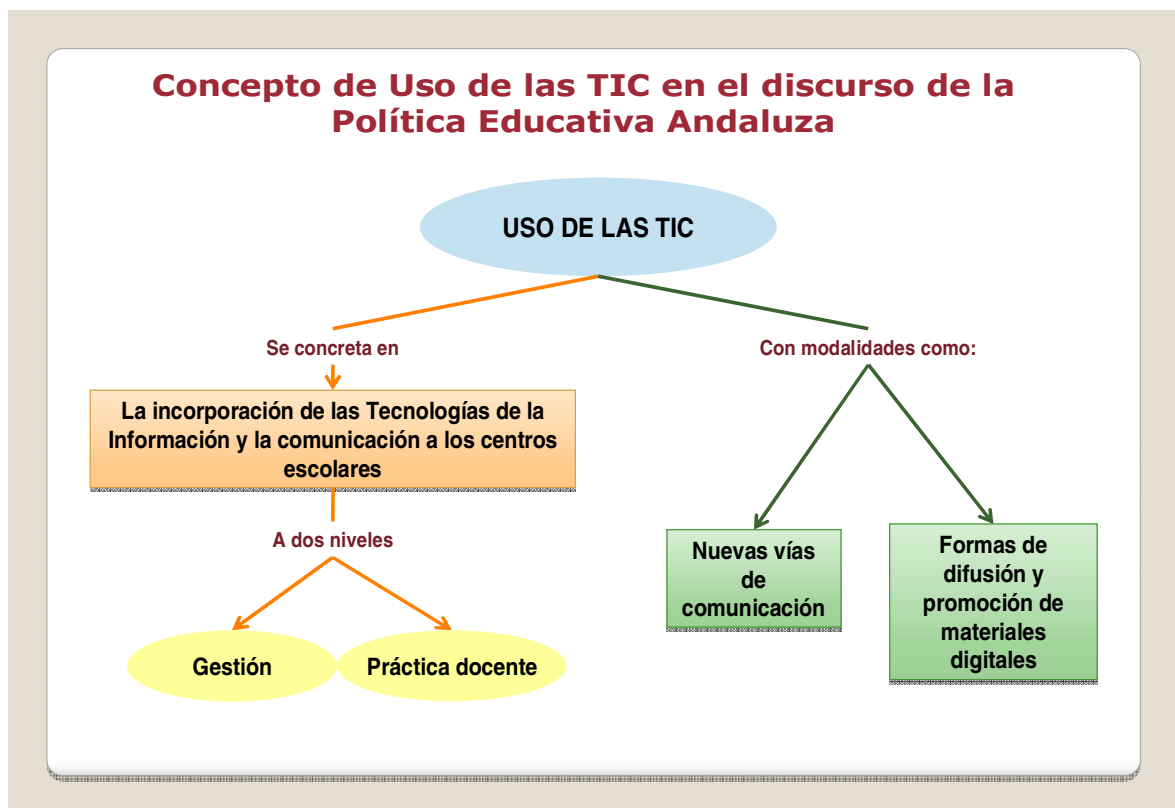 Concepto de Uso de las TIC en el discurso de la
Política Educativa Andaluza
USO DE LAS TIC
Se concreta en
Con modalidades como:
La incorporación de las Tecnologías de la
Información y la comunicación a los centros
escolares
A dos niveles
Gestión
Práctica docente
Nuevas vías
de
comunicación
Formas de
difusión y
promoción de
materiales
digitales